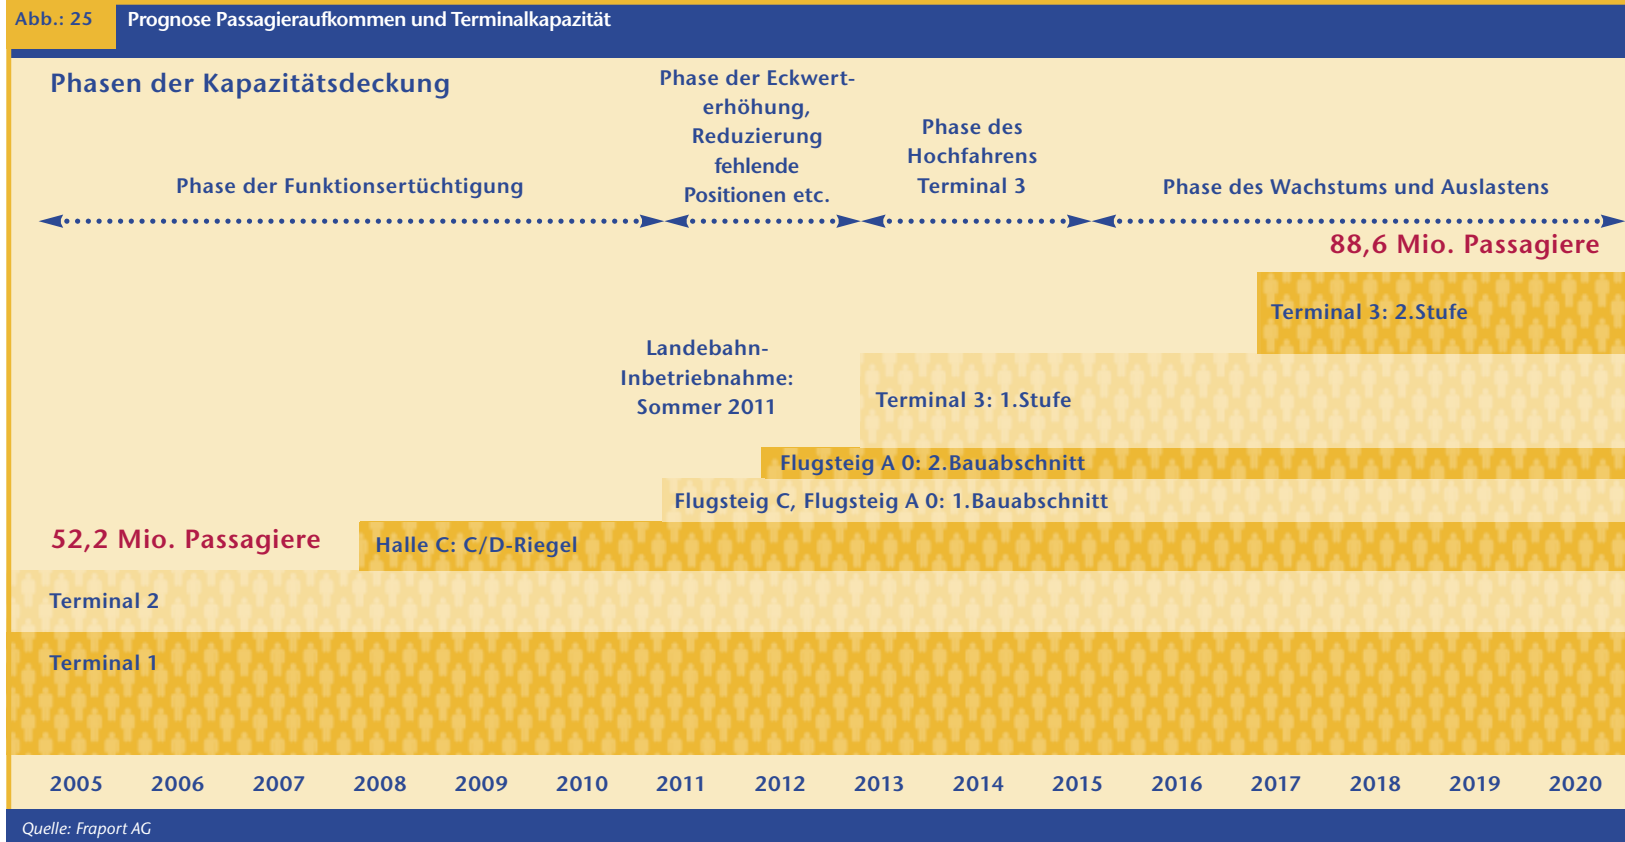 Abb.: 25
Prognose Passagieraufkommen und Terminalkapazität
Phasen der Kapazitätsdeckung
Phase der Funktionsertüchtigung
Phase der Eckwert-
erhöhung,
Reduzierung
fehlende
Positionen etc.
Phase des
Hochfahrens
Terminal 3
Phase des Wachstums und Auslastens
88,6 Mio. Passagiere
Terminal 3: 2.Stufe
Landebahn-
Inbetriebnahme:
Sommer 2011
Terminal 3: 1.Stufe
Flugsteig A 0: 2.Bauabschnitt
Flugsteig C, Flugsteig A 0: 1.Bauabschnitt
52,2 Mio. Passagiere
Halle C: C/D-Riegel
Terminal 2
Terminal 1
2005 2006 2007 2008 2009 2010 2011 2012 2013 2014 2015 2016 2017 2018 2019 2020
Quelle: Fraport AG